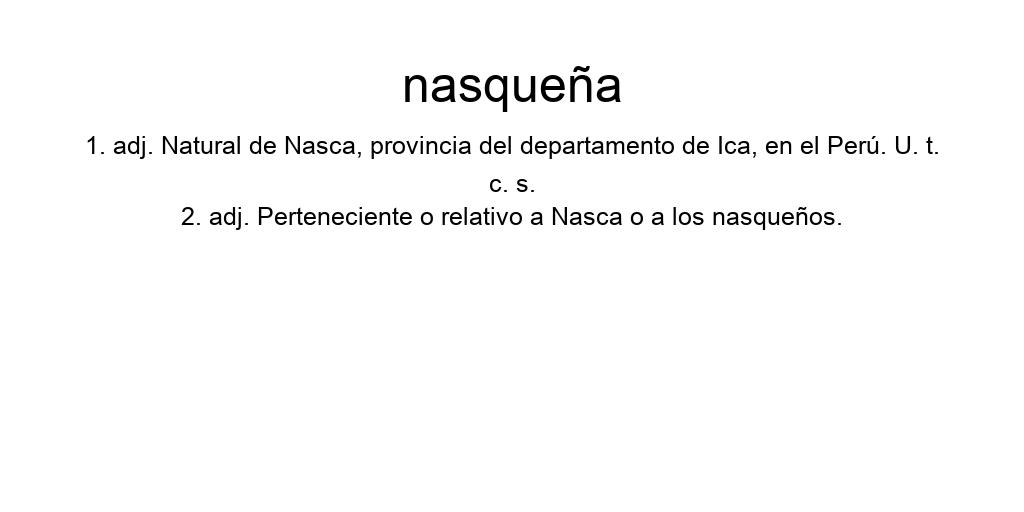 nasqueña
1. adj. Natural de Nasca, provincia del departamento de Ica, en el Perú. U. t.
c. s.
2. adj. Perteneciente o relativo a Nasca o a los nasqueños.